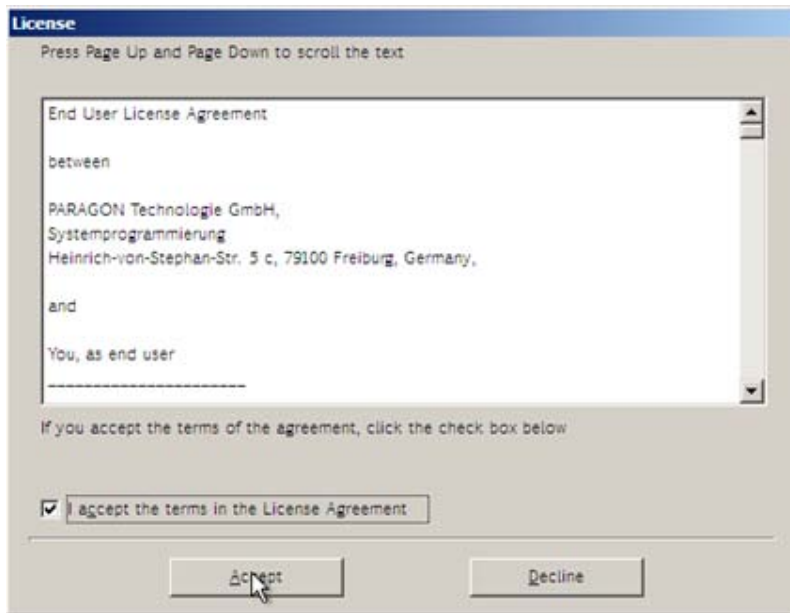 License
Press Page Up and Page Down to scroll the text
End User License Agreement
between
PARAGON Technologie GmbH,
Systemprogrammierung
Heinrich-von-Stephan-Str. 5 c, 79100 Freiburg, Germany,
and
You, as end user
----------------------
If you accept the terms of the agreement, click the check box below
I accept the terms in the License Agreement
Accept
Decline